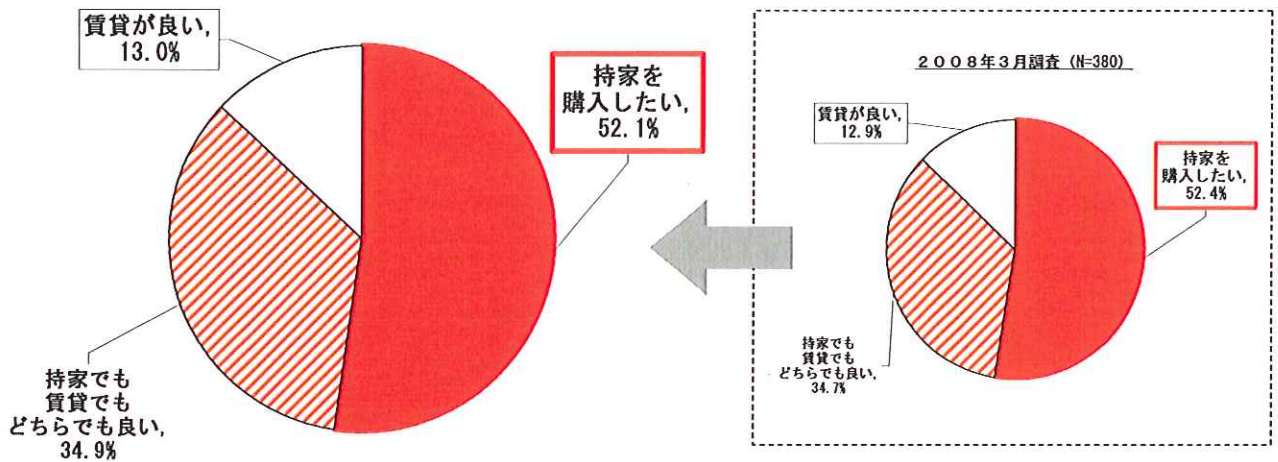 賃貸が良い,
13.0%
持家を
購入したい,
52.1%
持家でも
賃貸でも
どちらでも良い,
34.9%
２００８年３月調査 (N=380)
賃貸が良い,
12.9%
持家を
購入したい,
52.4%
持家でも
賃貸でも
どちらでも良い,
34.7%